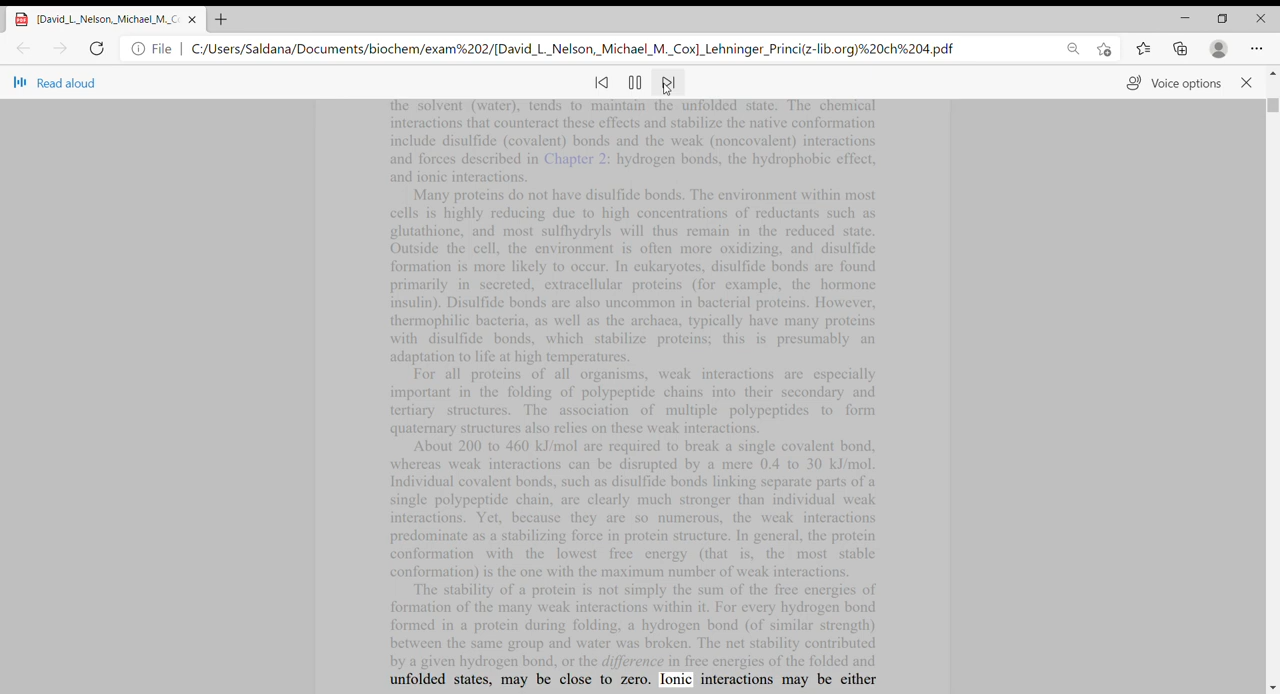 [David_L._Nelson,_Michael_M._C
File | C:/Users/Saldana/Documents/biochem/exam%202/[David_L._Nelson,_Michael_M._Cox]_Lehninger_Princi(z-lib.org)%20ch%204.pdf
Read aloud
Voice options
the solvent (water), tends to maintain the unfolded state. The chemical
interactions that counteract these effects and stabilize the native conformation
include disulfide (covalent) bonds and the weak (noncovalent) interactions
and forces described in Chapter 2: hydrogen bonds, the hydrophobic effect,
and ionic interactions.
Many proteins do not have disulfide bonds. The environment within most
cells is highly reducing due to high concentrations of reductants such as
glutathione, and most sulfhydryls will thus remain in the reduced state.
Outside the cell, the environment is often more oxidizing, and disulfide
formation is more likely to occur. In eukaryotes, disulfide bonds are found
primarily in secreted, extracellular proteins (for example, the hormone
insulin). Disulfide bonds are also uncommon in bacterial proteins. However,
thermophilic bacteria, as well as the archaea, typically have many proteins
with disulfide bonds, which stabilize proteins; this is presumably an
adaptation to life at high temperatures.
For all proteins of all organisms, weak interactions are especially
important in the folding of polypeptide chains into their secondary and
tertiary structures. The association of multiple polypeptides to form
quaternary structures also relies on these weak interactions.
About 200 to 460 kJ/mol are required to break a single covalent bond,
whereas weak interactions can be disrupted by a mere 0.4 to 30 kJ/mol.
Individual covalent bonds, such as disulfide bonds linking separate parts of a
single polypeptide chain, are clearly much stronger than individual weak
interactions. Yet, because they are so numerous, the weak interactions
predominate as a stabilizing force in protein structure. In general, the protein
conformation with the lowest free energy (that is, the most stable
conformation) is the one with the maximum number of weak interactions.
The stability of a protein is not simply the sum of the free energies of
formation of the many weak interactions within it. For every hydrogen bond
formed in a protein during folding, a hydrogen bond (of similar strength)
between the same group and water was broken. The net stability contributed
by a given hydrogen bond, or the difference in free energies of the folded and
unfolded states, may be close to zero. Ionic interactions may be either